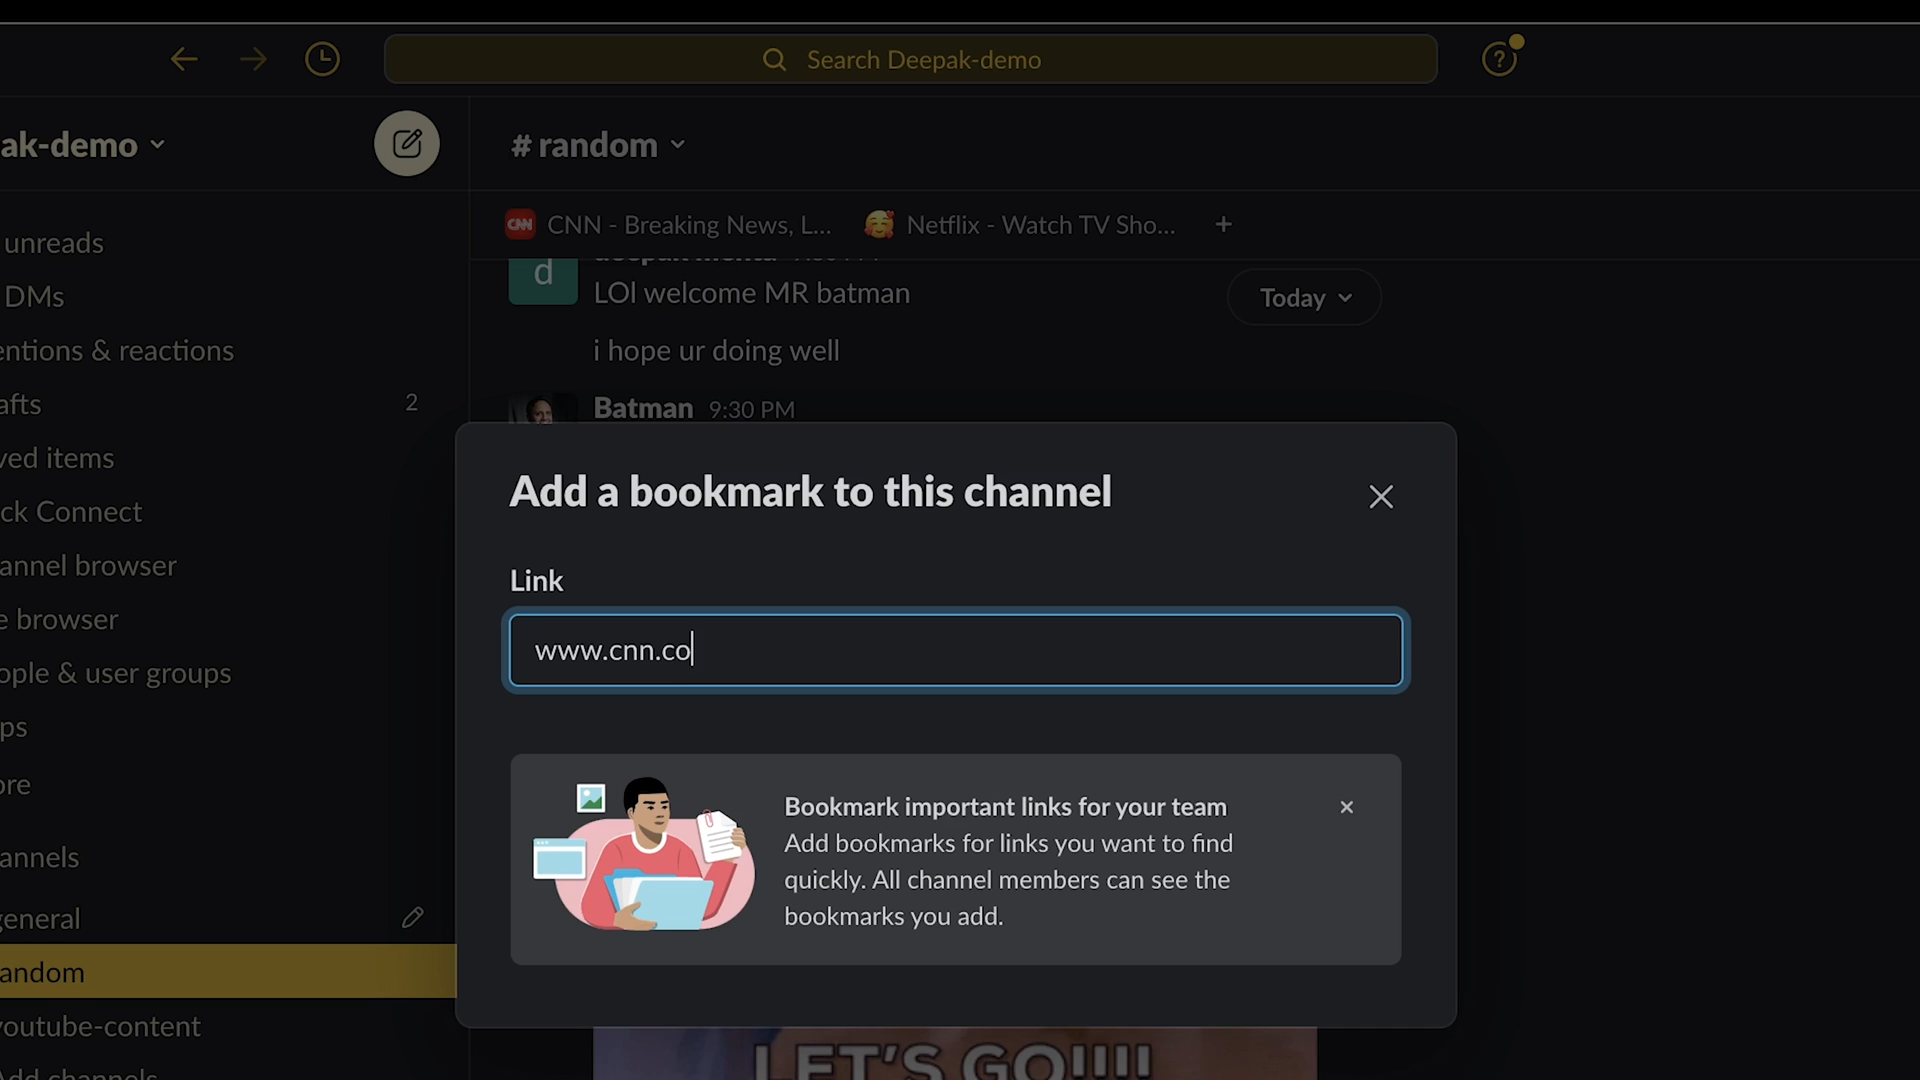 Search Deepak-demo
ak-demo
# random
CNN
CNN - Breaking News, L...
Netflix - Watch TV Sho...
unreads
DMs
entions & reactions
afts
2
ved items
ck Connect
annel browser
e browser
ople & user groups
ps
ore
annels
general
andom
youtube-content
Add channels
d
LOl welcome MR batman
Today
i hope ur doing well
Batman 9:30 PM
Add a bookmark to this channel
Link
www.cnn.co
Bookmark important links for your team
Add bookmarks for links you want to find
quickly. All channel members can see the
bookmarks you add.
LET'S GO!!!!